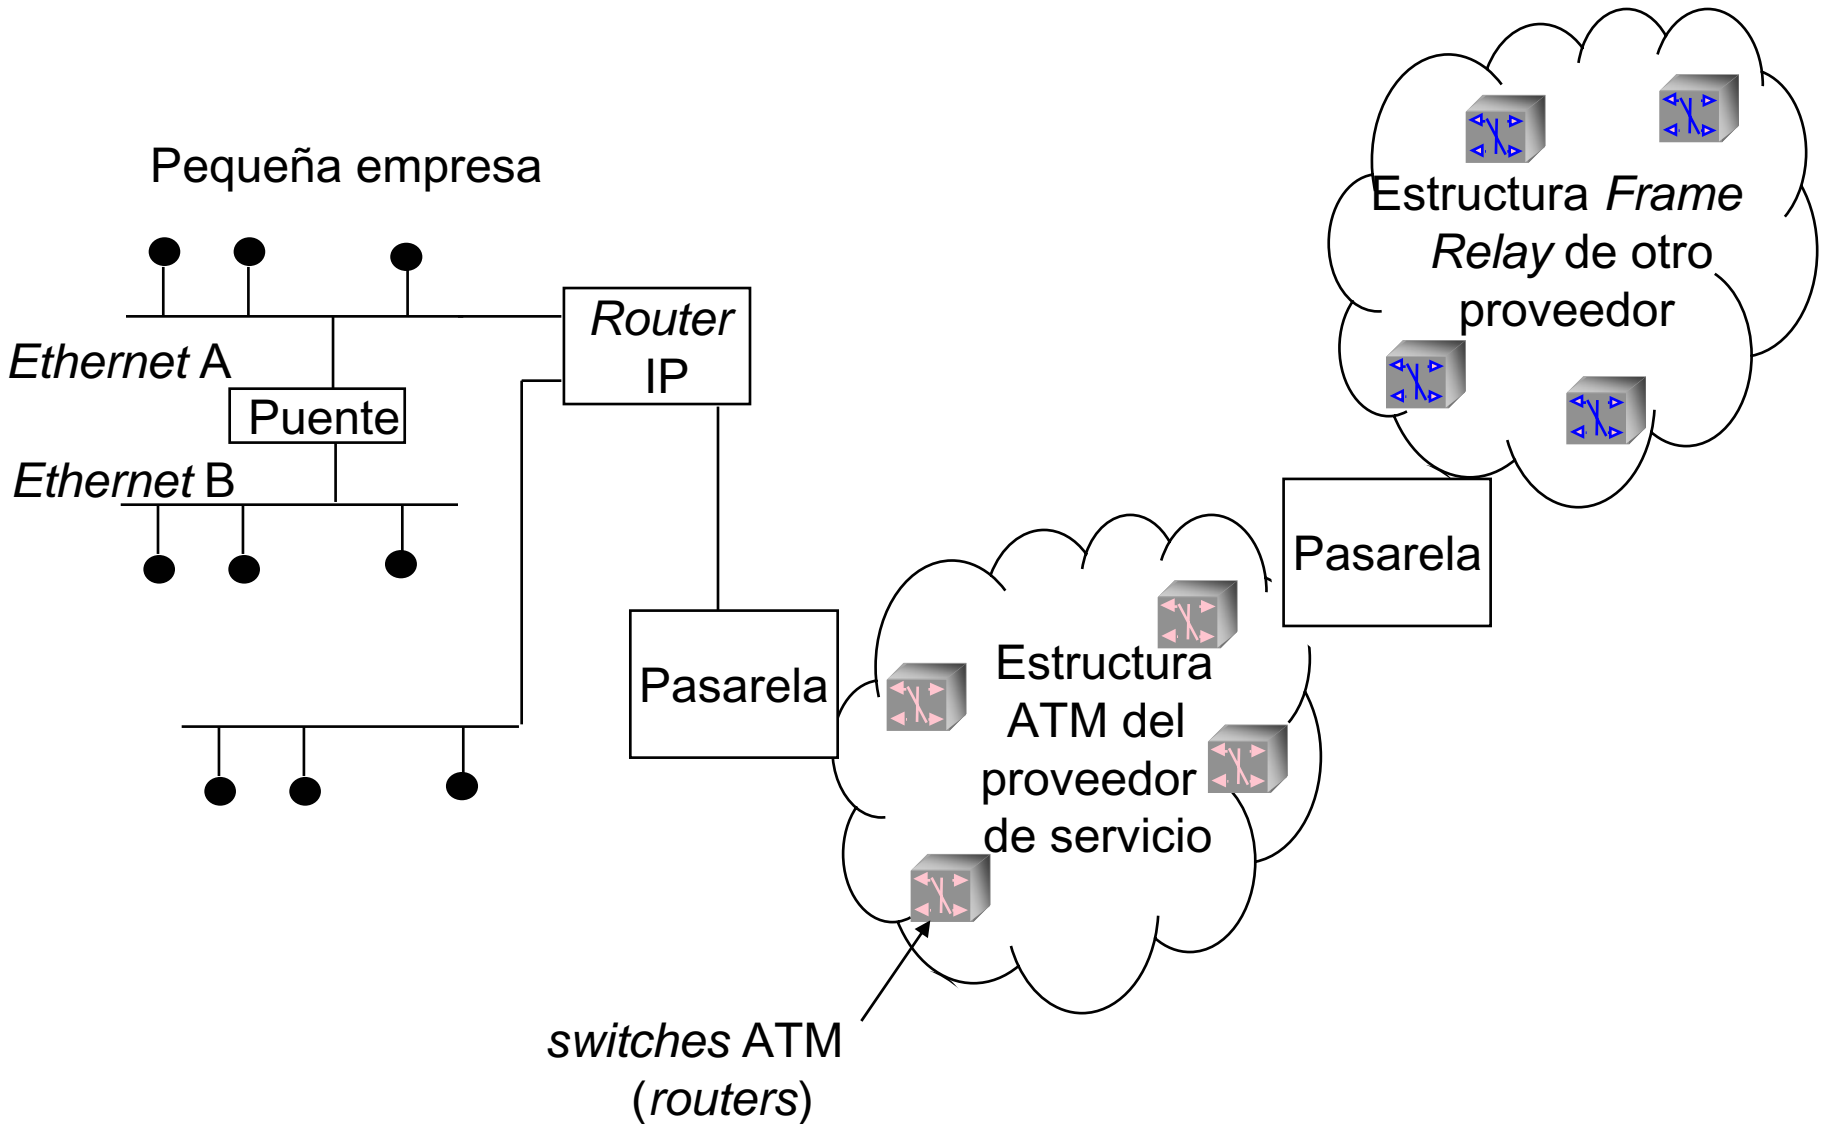 Pequeña empresa
Ethernet A
Puente
Ethernet B
Router
IP
Pasarela
Estructura
ATM del
proveedor
de servicio
switches ATM
(routers)
Pasarela
Estructura Frame
Relay de otro
proveedor